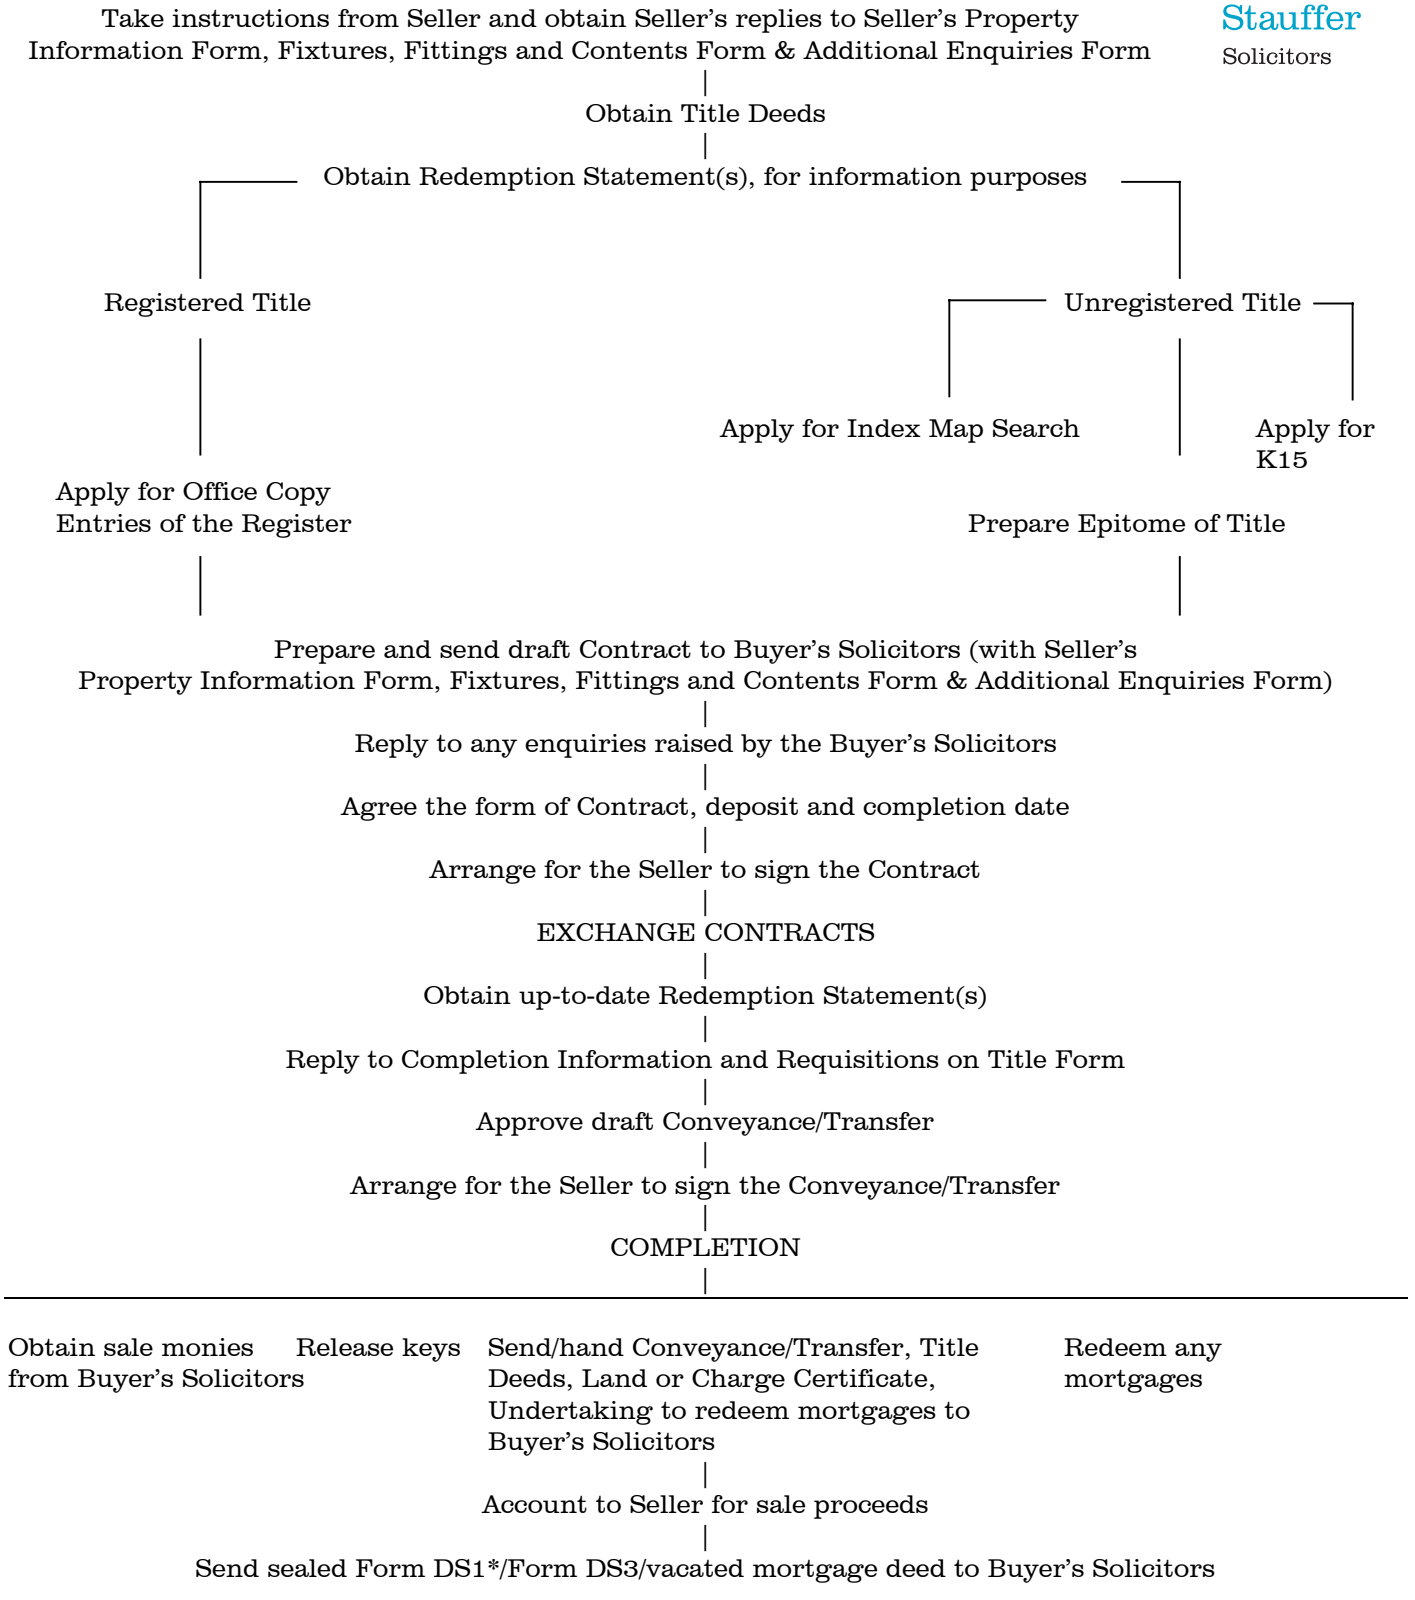 Take instructions from Seller and obtain Seller’s replies to Seller’s Property
Information Form, Fixtures, Fittings and Contents Form & Additional Enquiries Form
Stauffer
Solicitors
Obtain Title Deeds
Obtain Redemption Statement(s), for information purposes
Registered Title
Unregistered Title
Apply for Index Map Search
Apply for
K15
Apply for Office Copy
Entries of the Register
Prepare Epitome of Title
Prepare and send draft Contract to Buyer’s Solicitors (with Seller’s
Property Information Form, Fixtures, Fittings and Contents Form & Additional Enquiries Form)
Reply to any enquiries raised by the Buyer’s Solicitors
Agree the form of Contract, deposit and completion date
Arrange for the Seller to sign the Contract
EXCHANGE CONTRACTS
Obtain up-to-date Redemption Statement(s)
Reply to Completion Information and Requisitions on Title Form
Approve draft Conveyance/Transfer
Arrange for the Seller to sign the Conveyance/Transfer
COMPLETION
Obtain sale monies
from Buyer’s Solicitors
Release keys
Send/hand Conveyance/Transfer, Title
Deeds, Land or Charge Certificate,
Undertaking to redeem mortgages to
Buyer’s Solicitors
Redeem any
mortgages
Account to Seller for sale proceeds
Send sealed Form DS1*/Form DS3/vacated mortgage deed to Buyer’s Solicitors